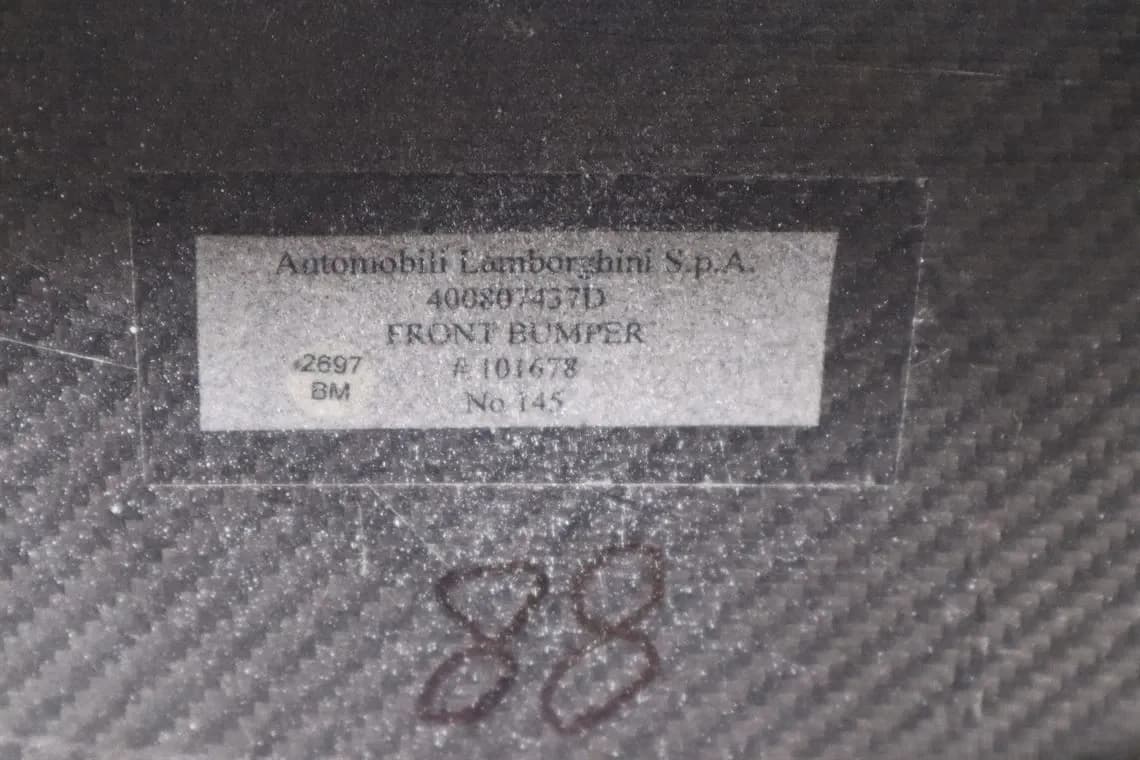 Automobili Lamborghini S.p.A.
400807437D
FRONT BUMPER
# 101678
No 145
2697
BM
88